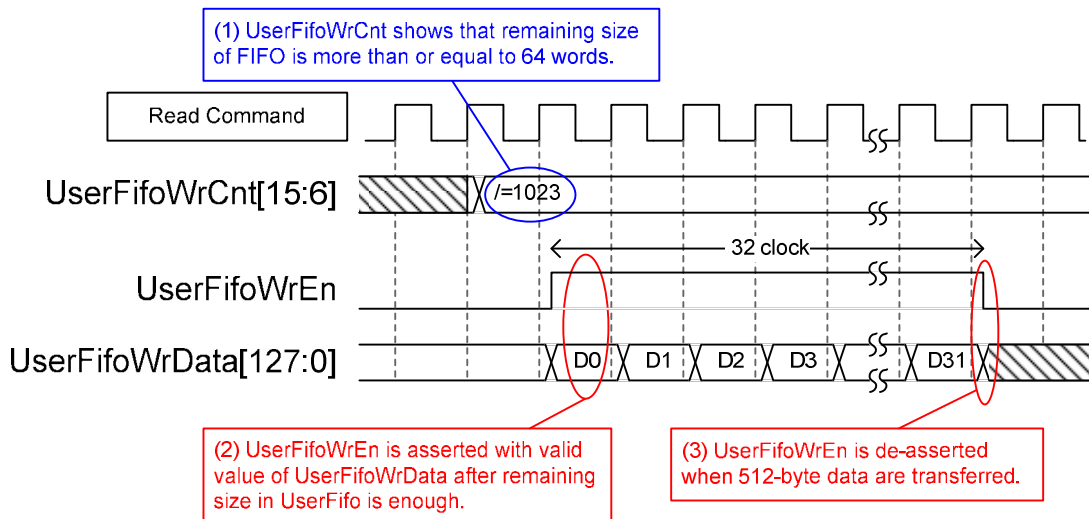 (1) UserFifoWrCnt shows that remaining size
of FIFO is more than or equal to 64 words.
Read Command
UserFifoWrCnt[15:6]
/=1023
32 clock
UserFifoWrEn
UserFifoWrData[127:0]
D0
D1
D2
D3
D31
(2) UserFifoWrEn is asserted with valid
value of UserFifoWrData after remaining
size in UserFifo is enough.
(3) UserFifoWrEn is de-asserted
when 512-byte data are transferred.